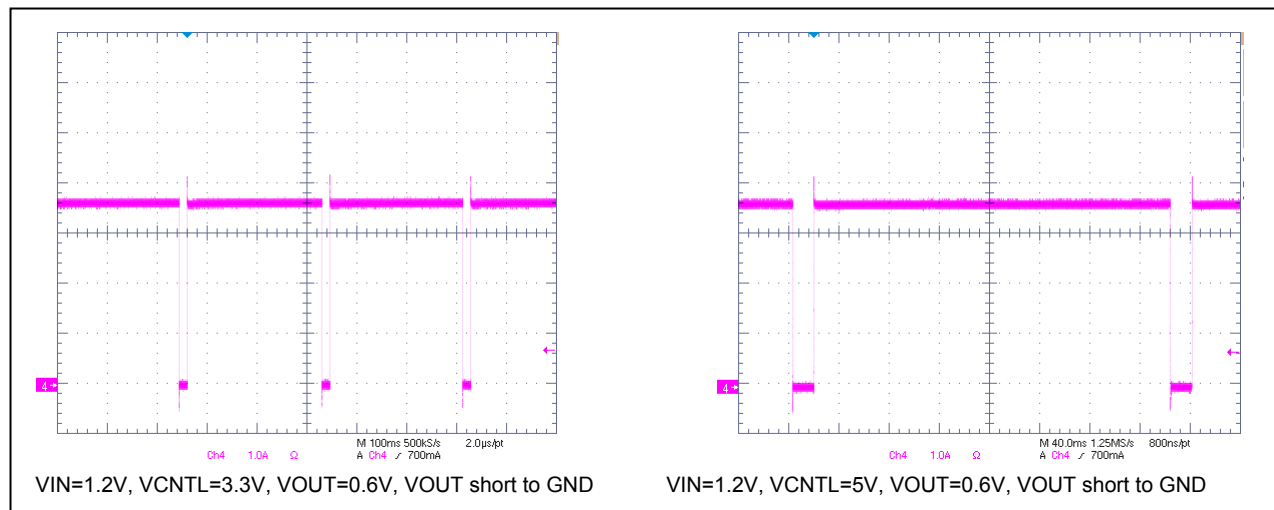 4
M 100ms 500kS/s 2.0µs/pt
Ch4 1.0A Ω A Ch4 ∫ 700mA
VIN=1.2V, VCNTL=3.3V, VOUT=0.6V, VOUT short to GND
4
M 40.0ms 1.25MS/s 800ns/pt
Ch4 1.0A Ω A Ch4 ∫ 700mA
VIN=1.2V, VCNTL=5V, VOUT=0.6V, VOUT short to GND